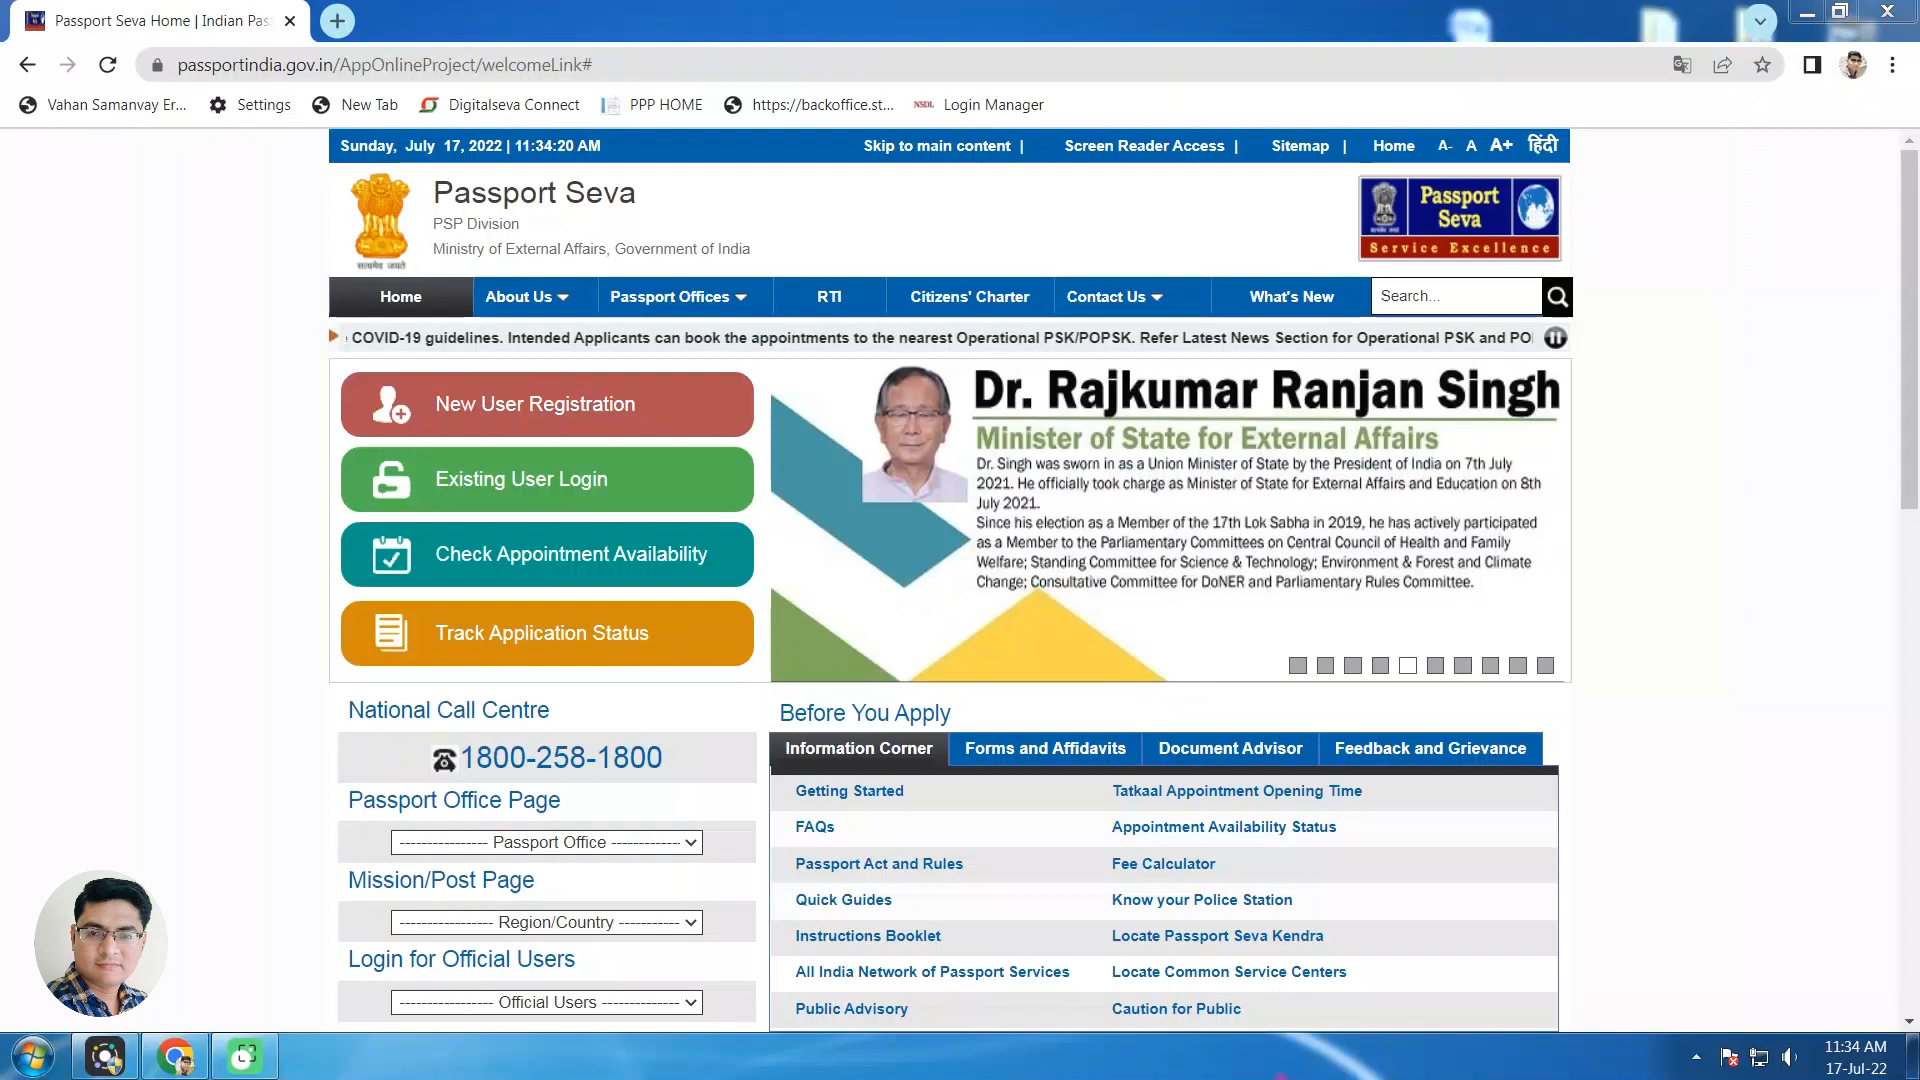 Passport Seva Home | Indian Pas
passportindia.gov.in/AppOnlineProject/welcomeLink#
Vahan Samanvay Er... Settings New Tab Digitalseva Connect PPP HOME https://backoffice.st... NSDL Login Manager
Sunday, July 17, 2022 | 11:34:20 AM Skip to main content | Screen Reader Access | Sitemap | Home A- A A+ हिंदी
Passport Seva
PSP Division
Ministry of External Affairs, Government of India
सत्यमेव जयते
Passport
Seva
Service Excellence
Home About Us Passport Offices RTI Citizens' Charter Contact Us What's New Search...
COVID-19 guidelines. Intended Applicants can book the appointments to the nearest Operational PSK/POPSK. Refer Latest News Section for Operational PSK and PO
New User Registration
Existing User Login
Check Appointment Availability
Track Application Status
Dr. Rajkumar Ranjan Singh
Minister of State for External Affairs
Dr. Singh was sworn in as a Union Minister of State by the President of India on 7th July
2021. He officially took charge as Minister of State for External Affairs and Education on 8th
July 2021.
Since his election as a Member of the 17th Lok Sabha in 2019, he has actively participated
as a Member to the Parliamentary Committees on Central Council of Health and Family
Welfare; Standing Committee for Science & Technology; Environment & Forest and Climate
Change; Consultative Committee for DoNER and Parliamentary Rules Committee.
National Call Centre
1800-258-1800
Passport Office Page
---------------- Passport Office -------------
Mission/Post Page
----------------- Region/Country -----------
Login for Official Users
----------------- Official Users --------------
Before You Apply
Information Corner Forms and Affidavits Document Advisor Feedback and Grievance
Getting Started Tatkaal Appointment Opening Time
FAQs Appointment Availability Status
Passport Act and Rules Fee Calculator
Quick Guides Know your Police Station
Instructions Booklet Locate Passport Seva Kendra
All India Network of Passport Services Locate Common Service Centers
Public Advisory Caution for Public
11:34 AM
17-Jul-22